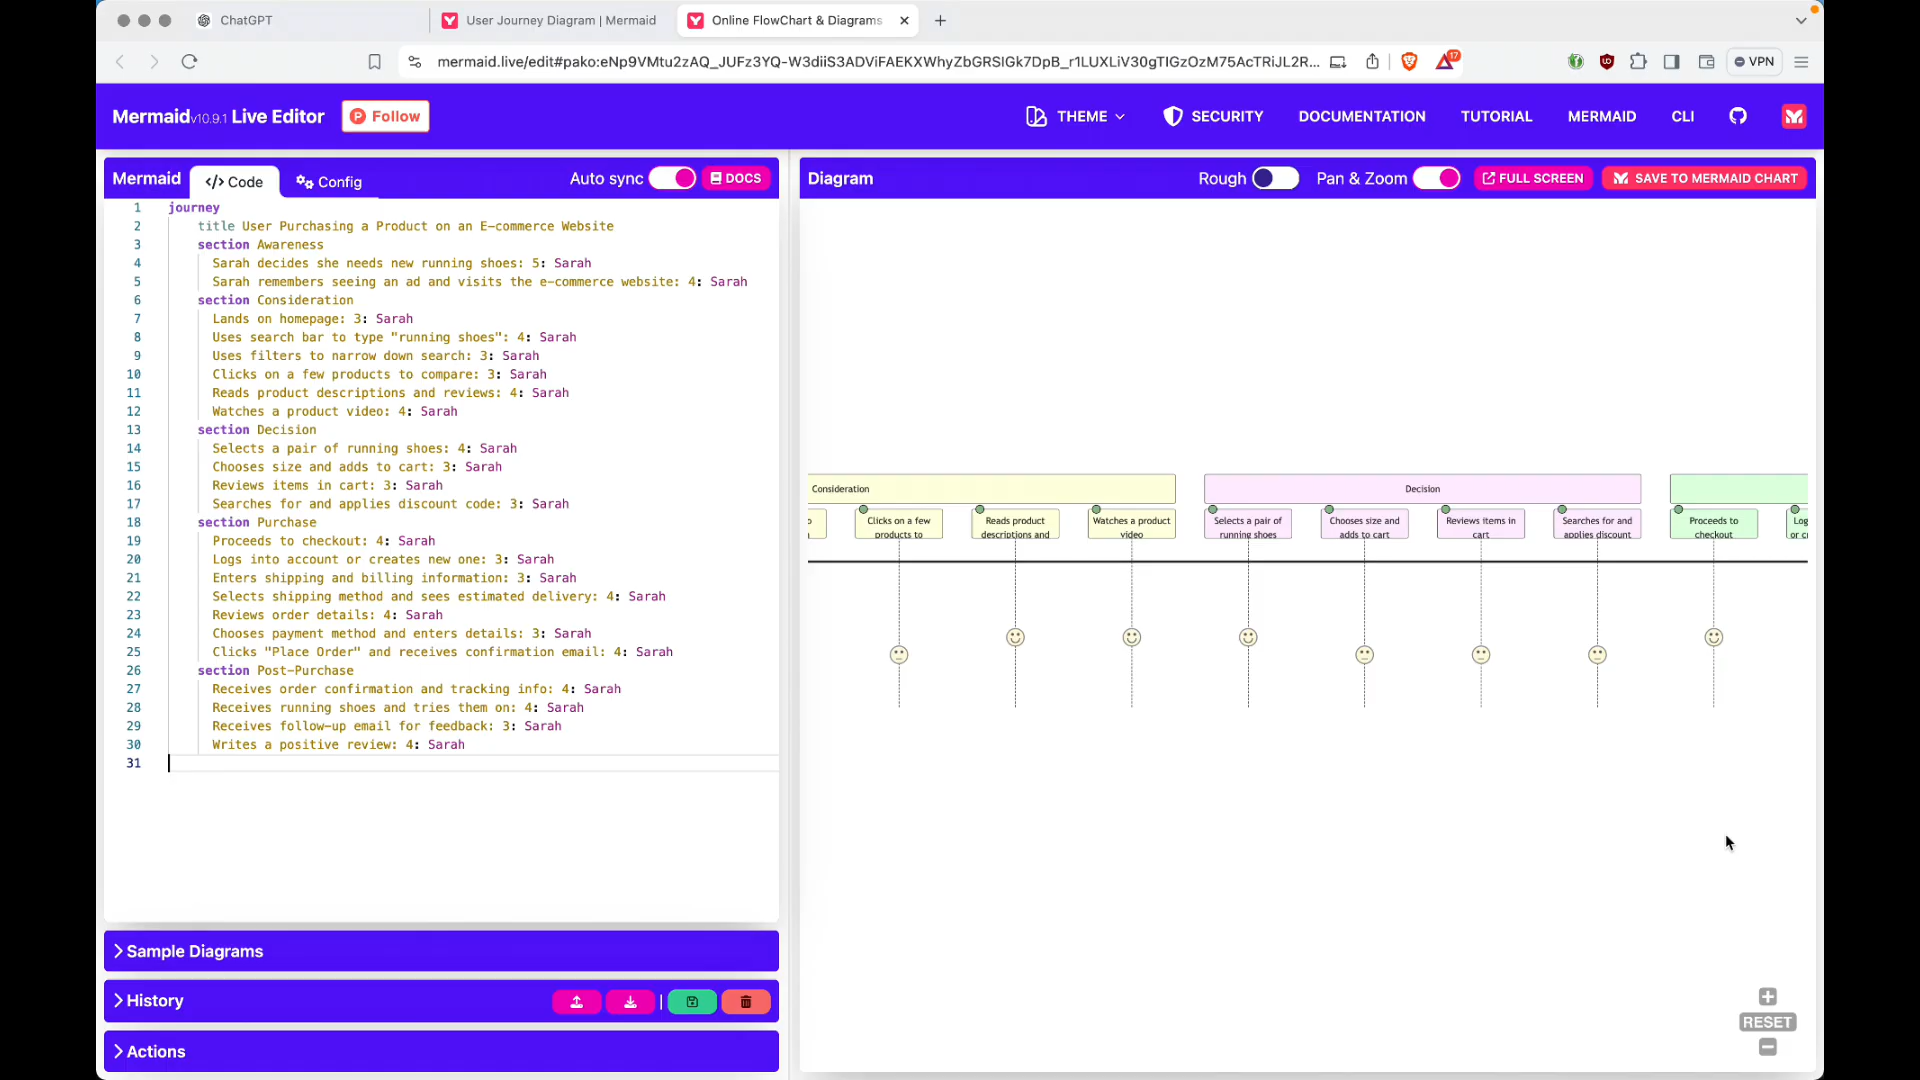 ChatGPT
User Journey Diagram | Mermaid
Online FlowChart & Diagrams
mermaid.live/edit#pako:eNp9VMtu2zAQ_JUFz3YQ-W3diiS3ADViFAEKXWhyZbGRSIGk7DpB_r1LUXLiV30gTIGzOzM75AcTRiJL2R...
17
VPN
Mermaid v10.9.1 Live Editor
Follow
THEME
SECURITY
DOCUMENTATION
TUTORIAL
MERMAID
CLI
Mermaid
Code
Config
Auto sync
DOCS
1 journey
2 title User Purchasing a Product on an E-commerce Website
3 section Awareness
4 Sarah decides she needs new running shoes: 5: Sarah
5 Sarah remembers seeing an ad and visits the e-commerce website: 4: Sarah
6 section Consideration
7 Lands on homepage: 3: Sarah
8 Uses search bar to type "running shoes": 4: Sarah
9 Uses filters to narrow down search: 3: Sarah
10 Clicks on a few products to compare: 3: Sarah
11 Reads product descriptions and reviews: 4: Sarah
12 Watches a product video: 4: Sarah
13 section Decision
14 Selects a pair of running shoes: 4: Sarah
15 Chooses size and adds to cart: 3: Sarah
16 Reviews items in cart: 3: Sarah
17 Searches for and applies discount code: 3: Sarah
18 section Purchase
19 Proceeds to checkout: 4: Sarah
20 Logs into account or creates new one: 3: Sarah
21 Enters shipping and billing information: 3: Sarah
22 Selects shipping method and sees estimated delivery: 4: Sarah
23 Reviews order details: 4: Sarah
24 Chooses payment method and enters details: 3: Sarah
25 Clicks "Place Order" and receives confirmation email: 4: Sarah
26 section Post-Purchase
27 Receives order confirmation and tracking info: 4: Sarah
28 Receives running shoes and tries them on: 4: Sarah
29 Receives follow-up email for feedback: 3: Sarah
30 Writes a positive review: 4: Sarah
31
Sample Diagrams
History
Actions
Diagram
Rough
Pan & Zoom
FULL SCREEN
SAVE TO MERMAID CHART
Consideration
Decision
Clicks on a few
products to
Reads product
descriptions and
Watches a product
video
Selects a pair of
running shoes
Chooses size and
adds to cart
Reviews items in
cart
Searches for and
applies discount
Proceeds to
checkout
Log
or cr
RESET